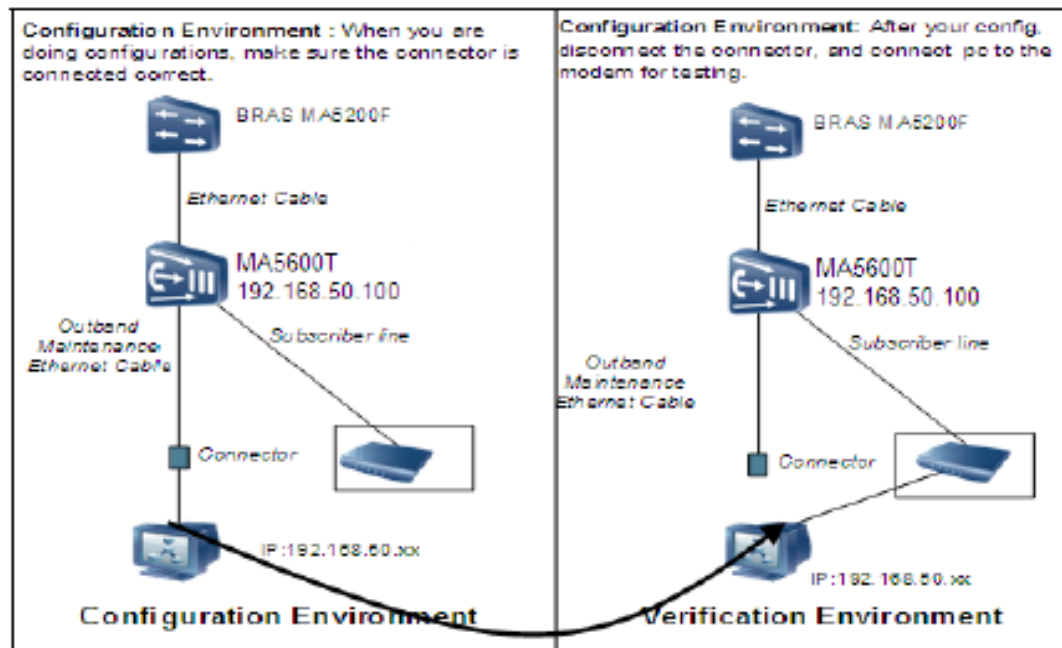 Configuration Environment : When you are
doing configurations, make sure the connector is
connected correct.
BRAS MA5200F
Ethernet Cable
MA5600T
192.168.50.100
Outband
Maintenance
Ethernet Cable
Subscriber line
Connector
IP:192.168.50.xx
Configuration Environment
Configuration Environment: After your config,
disconnect the connector, and connect pc to the
modem for testing.
BRAS MA5200F
Ethernet Cable
MA5600T
192.168.50.100
Subscriber line
Outband
Maintenance
Ethernet Cable
Connector
IP:192.168.50.xx
Verification Environment